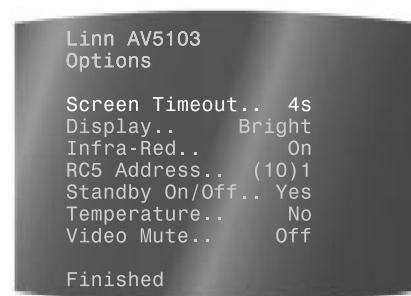 Linn AV5103
Options
Screen Timeout.. 4s
Display.. Bright
Infra-Red.. On
RC5 Address.. (10)1
Standby On/Off.. Yes
Temperature.. No
Video Mute.. Off
Finished